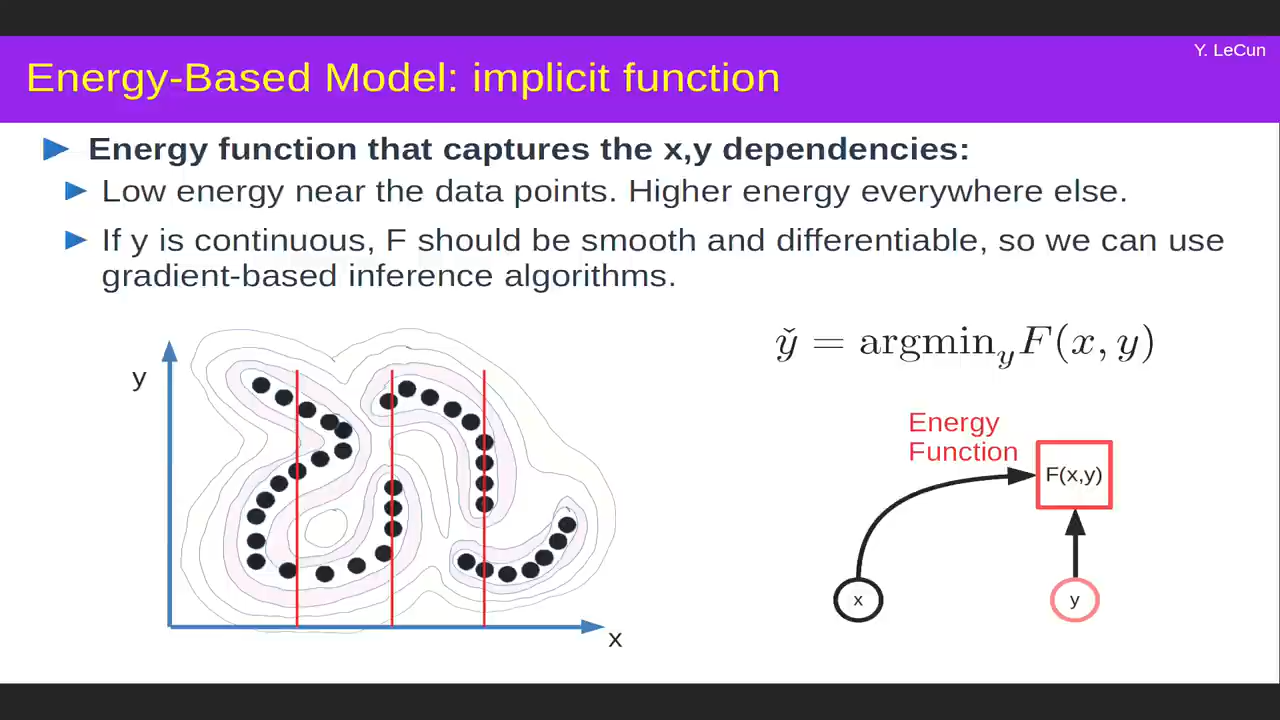 Y. LeCun
Energy-Based Model: implicit function
Energy function that captures the x,y dependencies:
Low energy near the data points. Higher energy everywhere else.
If y is continuous, F should be smooth and differentiable, so we can use
gradient-based inference algorithms.
y
x
y̌ = argmin_y F(x, y)
Energy
Function
F(x,y)
x
y